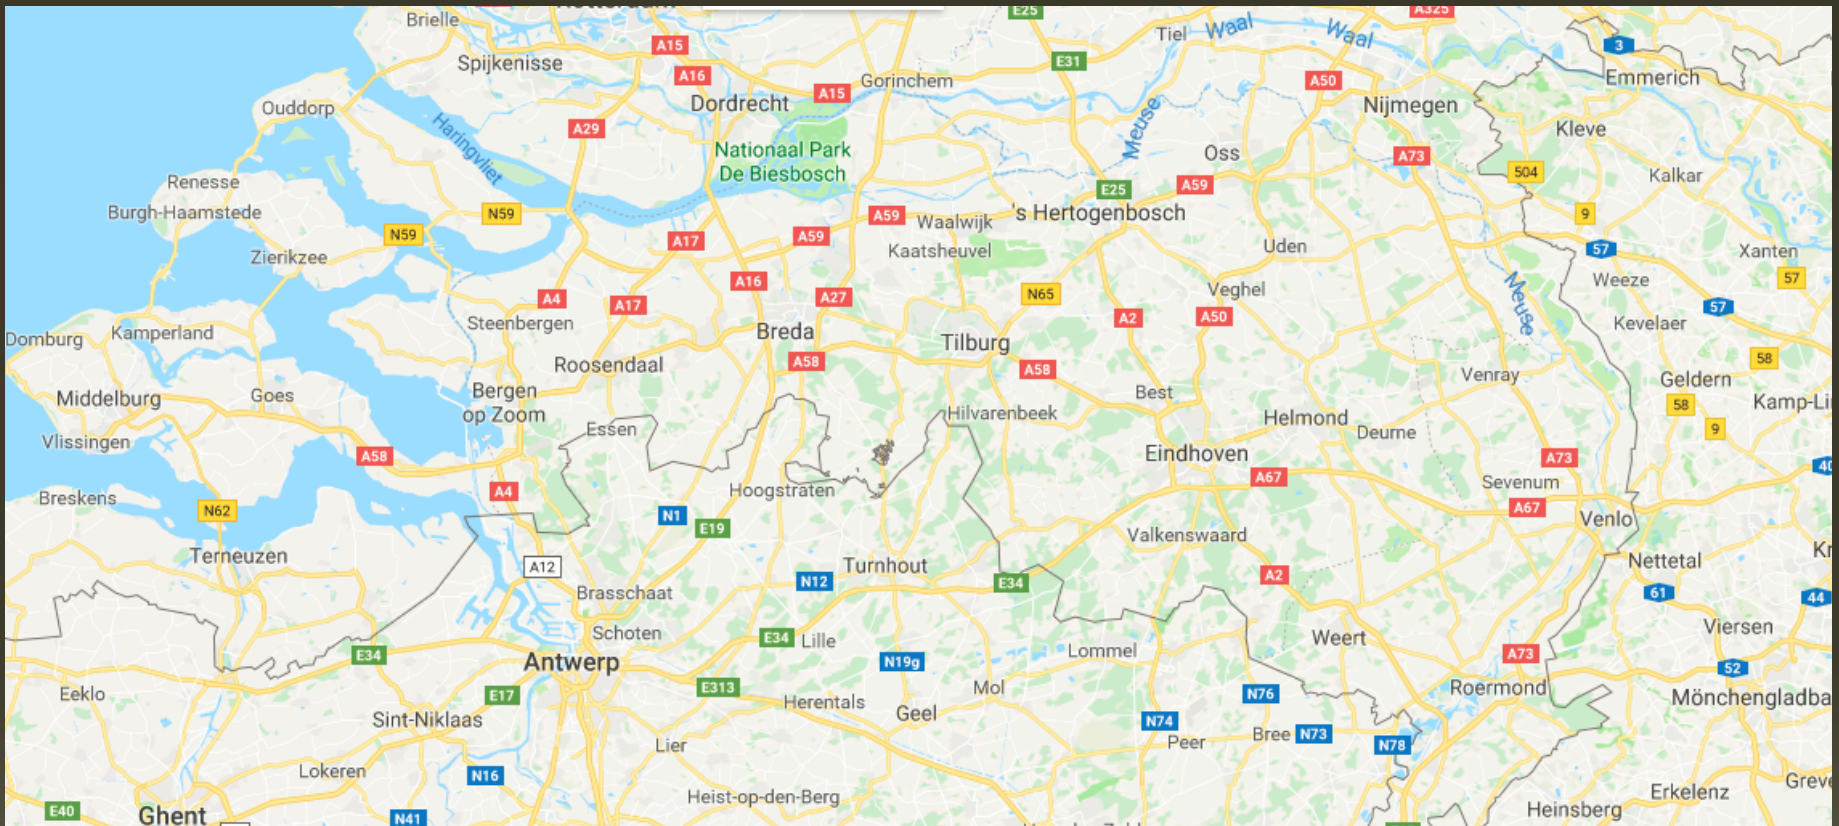 E25
A325
Brielle
Tiel
Waal
Waal
3
A15
Spijkenisse
E31
Emmerich
A16
Gorinchem
A50
A15
Dordrecht
Nijmegen
Ouddorp
Meuse
A29
Kleve
Haringvliet
Nationaal Park
De Biesbosch
Oss
A73
504
Kalkar
Renesse
E25
A59
Burgh-Haamstede
N59
A59
Waalwijk
's Hertogenbosch
9
N59
A17
A59
Zierikzee
Kaatsheuvel
Uden
57
Xanten
A16
Weeze
57
A4
A17
A27
N65
Veghel
Meuse
57
Steenbergen
A2
A50
Kevelaer
Domburg
Kamperland
Breda
Tilburg
Roosendaal
A58
A58
58
Venray
Geldern
Middelburg
Goes
Bergen
op Zoom
Best
58
Kamp-Li
Hilvarenbeek
Helmond
Vlissingen
Essen
Deurne
9
A58
Eindhoven
A73
40
A67
Sevenum
Breskens
A4
Hoogstraten
A67
N62
N1
E19
Venlo
Valkenswaard
Terneuzen
A12
Turnhout
Nettetal
Kr
N12
E34
A2
Brasschaat
61
44
Schoten
E34
Lille
Weert
Viersen
E34
Antwerp
N19g
Lommel
A73
52
Eeklo
E17
E313
Mol
N76
Roermond
Mönchengladba
Herentals
Sint-Niklaas
Geel
N74
Lier
Peer
Bree
N73
N78
Lokeren
N16
Greve
Heist-op-den-Berg
Erkelenz
E40
Ghent
N41
Heinsberg